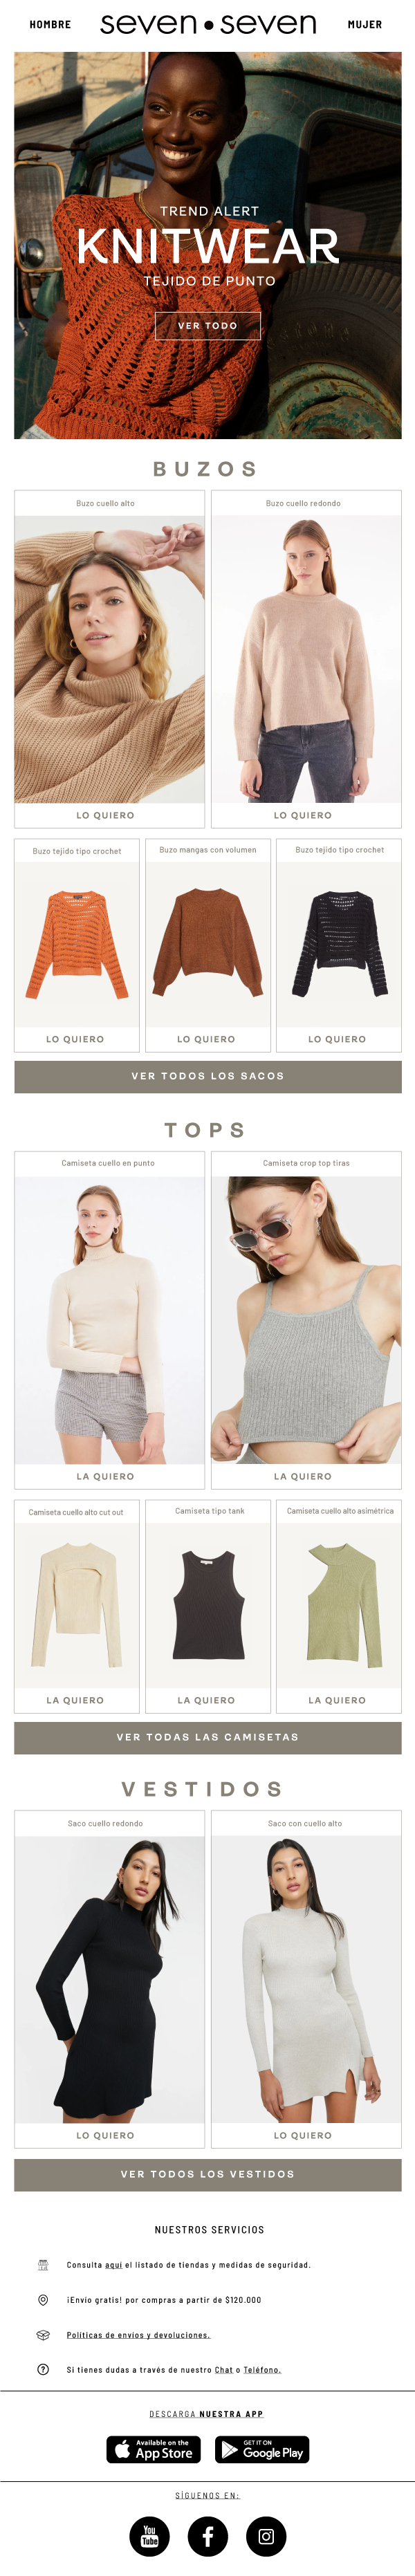 HOMBRE
seven•seven
MUJER
TREND ALERT
KNITWEAR
TEJIDO DE PUNTO
VER TODO
BUZOS
Buzo cuello alto
Buzo cuello redondo
LO QUIERO
LO QUIERO
Buzo tejido tipo crochet
Buzo mangas con volumen
Buzo tejido tipo crochet
LO QUIERO
LO QUIERO
LO QUIERO
VER TODOS LOS SACOS
TOPS
Camiseta cuello en punto
Camiseta crop top tiras
LA QUIERO
LA QUIERO
Camiseta cuello alto cut out
Camiseta tipo tank
Camiseta cuello alto asimétrica
LA QUIERO
LA QUIERO
LA QUIERO
VER TODAS LAS CAMISETAS
VESTIDOS
Saco cuello redondo
Saco con cuello alto
LO QUIERO
LO QUIERO
VER TODOS LOS VESTIDOS
NUESTROS SERVICIOS
Consulta aquí el listado de tiendas y medidas de seguridad.
¡Envío gratis! por compras a partir de $120.000
Políticas de envíos y devoluciones.
Si tienes dudas a través de nuestro Chat o Teléfono.
DESCARGA NUESTRA APP
Available on the
App Store
GET IT ON
Google Play
SÍGUENOS EN:
You
Tube